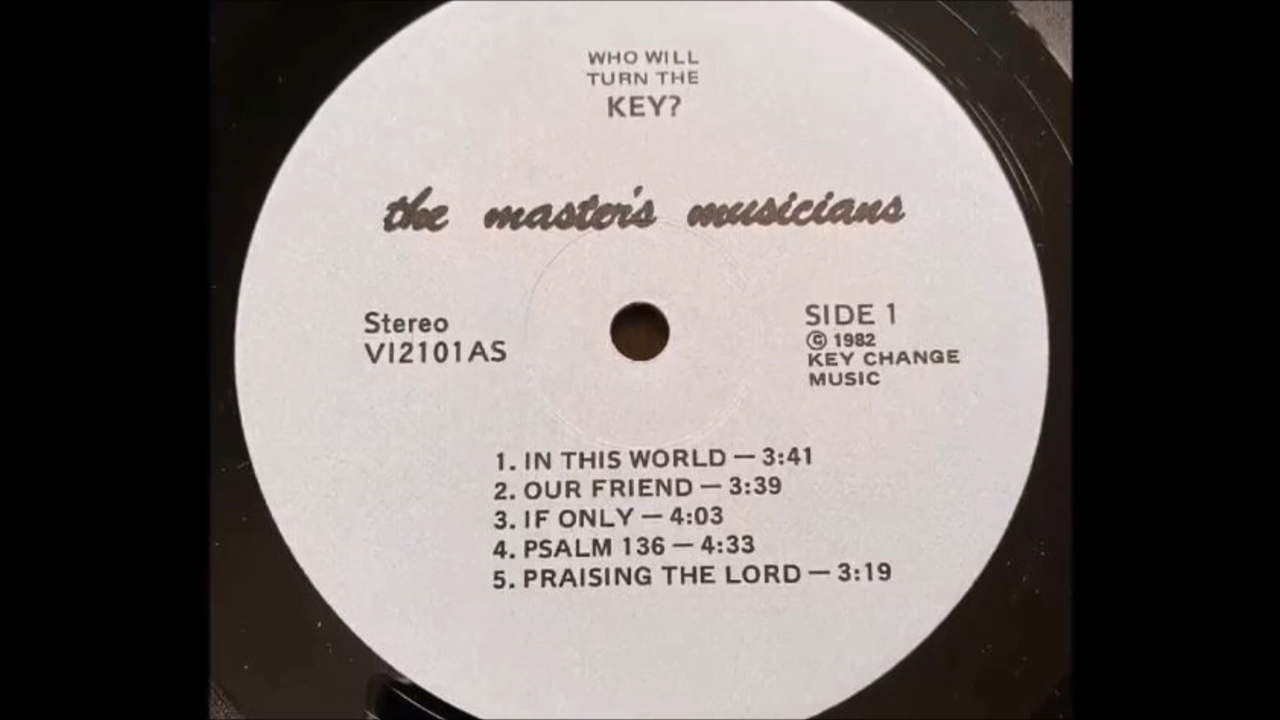 WHO WILL
TURN THE
KEY?
the master's musicians
Stereo
VI2101AS
SIDE 1
© 1982
KEY CHANGE
MUSIC
1. IN THIS WORLD — 3:41
2. OUR FRIEND — 3:39
3. IF ONLY — 4:03
4. PSALM 136 — 4:33
5. PRAISING THE LORD — 3:19